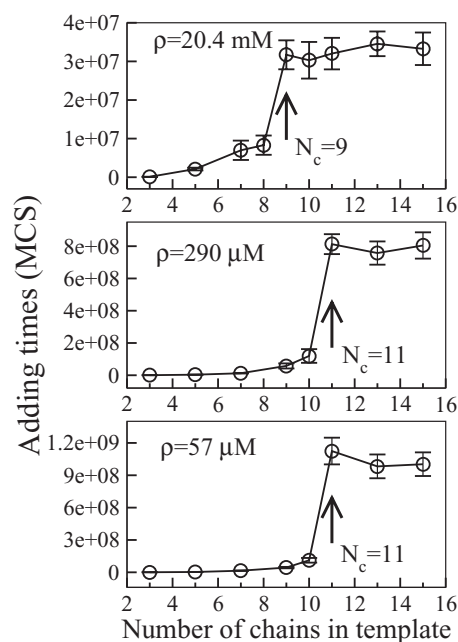 Adding times (MCS)
4e+07
3e+07
2e+07
1e+07
0
ρ=20.4 mM
N_c=9
2 4 6 8 10 12 14 16
8e+08
6e+08
4e+08
2e+08
0
ρ=290 μM
N_c=11
2 4 6 8 10 12 14 16
1.2e+09
9e+08
6e+08
3e+08
0
ρ=57 μM
N_c=11
2 4 6 8 10 12 14 16
Number of chains in template